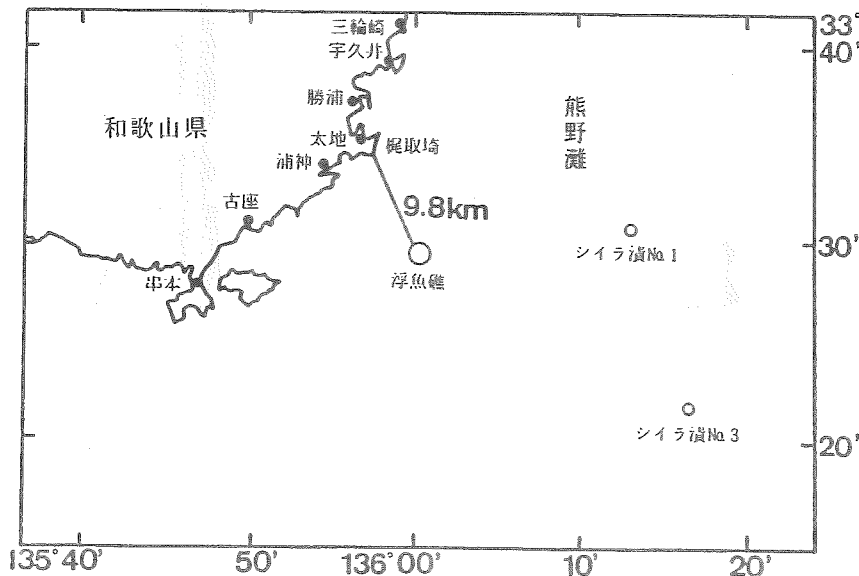 三輪崎
宇久井
勝浦
太地
梶取埼
浦神
古座
串本
和歌山県
熊野灘
9.8km
浮魚礁
シイラ漬No.1
シイラ漬No.3
33°
40'
30'
20'
135°40'
50'
136°00'
10'
20'